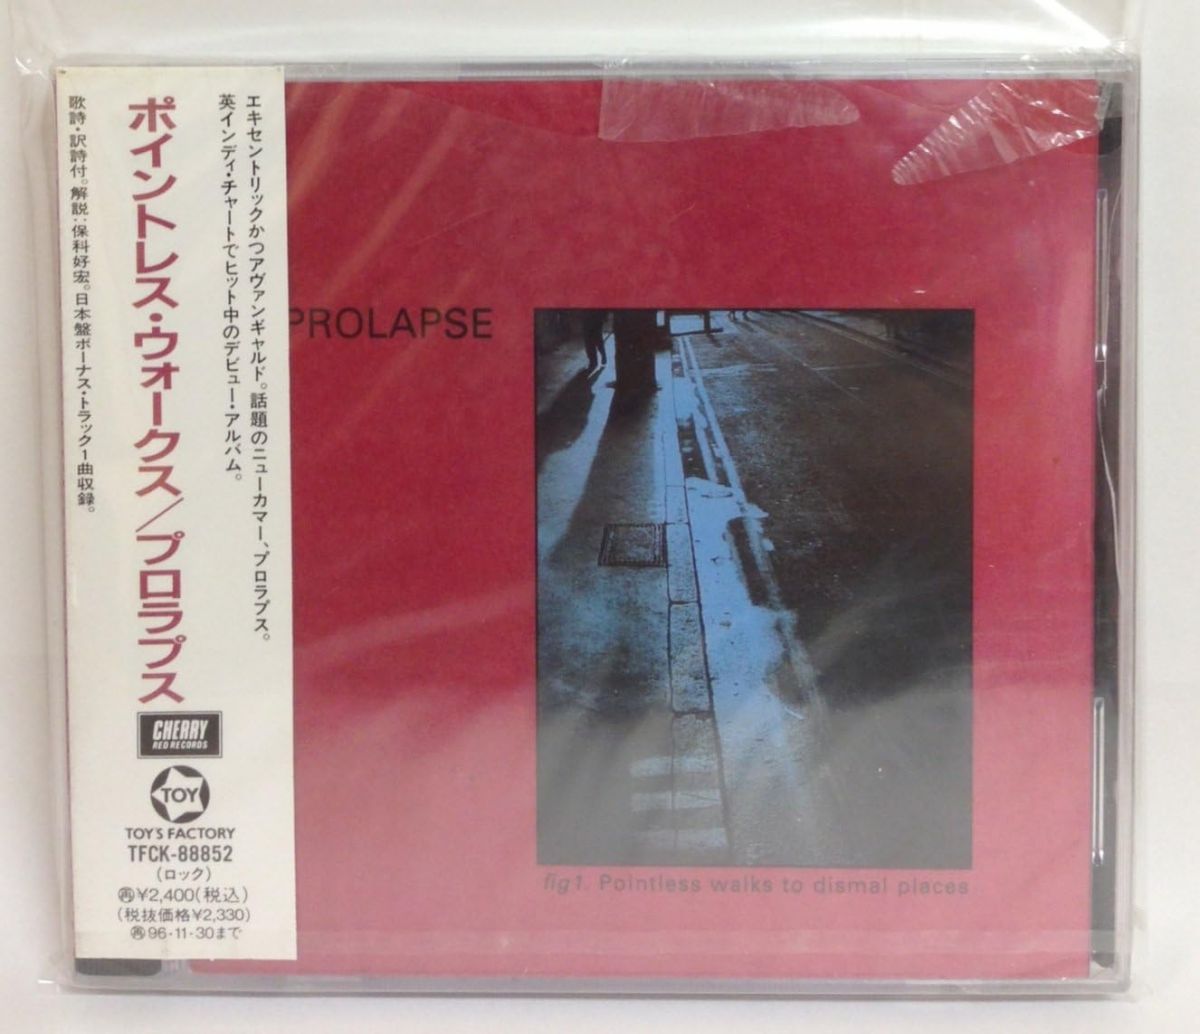 エキセントリックかつアヴァンギャルド。話題のニューカマー、プロラプス。
英インディ・チャートでヒット中のデビュー・アルバム。
ポイントレス・ウォークス/プロラプス
歌詩・訳詩付。解説:保科好宏。日本盤ボーナス・トラック1曲収録。
CHERRY
RED RECORDS
TOY
TOY'S FACTORY
TFCK-88852
(ロック)
再¥2,400(税込)
(税抜価格¥2,330)
再96・11・30まで
PROLAPSE
fig1. Pointless walks to dismal places